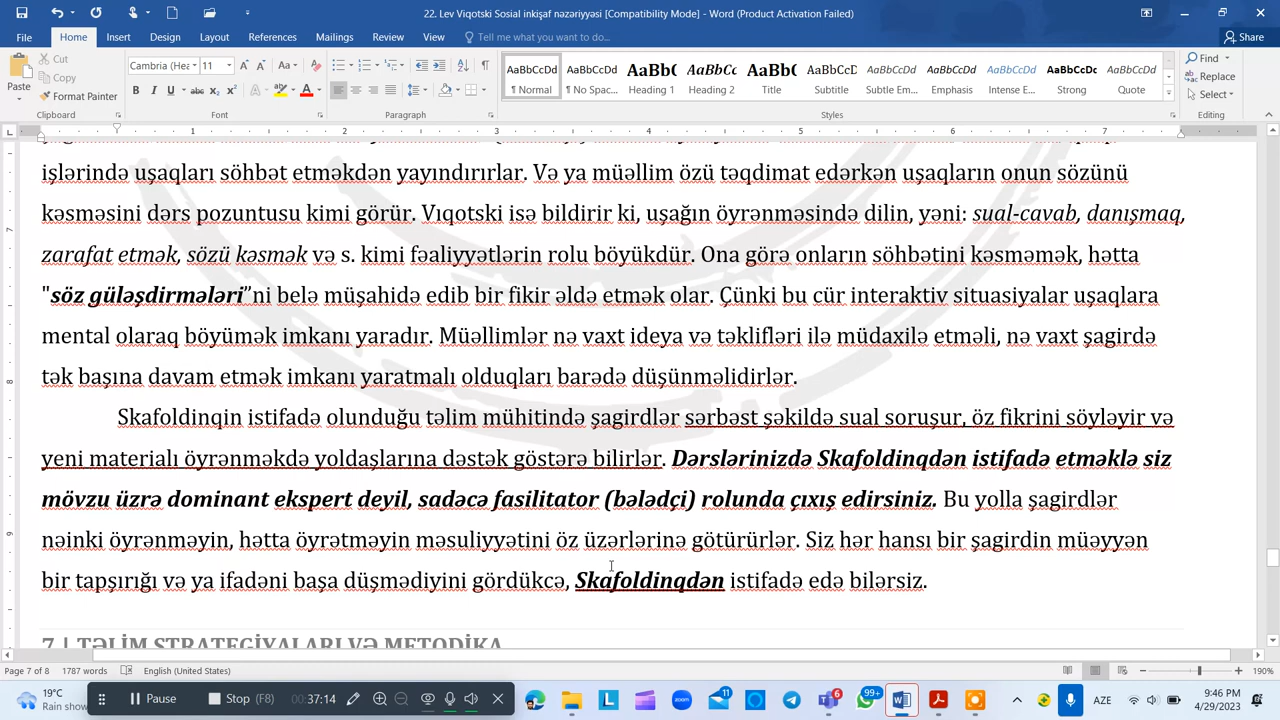 22. Lev Vıqotski Sosial inkişaf nəzəriyyəsi [Compatibility Mode] - Word (Product Activation Failed)
File Home Insert Design Layout References Mailings Review View Tell me what you want to do... Share
Cut
Copy
Format Painter
Paste
Cambria (Hea 11
Find
Replace
Select
AaBbCcDd AaBbCcDd AaBbC AaBbCc AaBbC AaBbCcD AaBbCcDd AaBbCcDd AaBbCcDd AaBbCcDc AaBbCcDd
¶ Normal ¶ No Spac... Heading 1 Heading 2 Title Subtitle Subtle Em... Emphasis Intense E... Strong Quote
Clipboard Font Paragraph Styles Editing
işlərində uşaqları söhbət etməkdən yayındırırlar. Və ya müəllim özü təqdimat edərkən uşaqların onun sözünü
kəsməsini dərs pozuntusu kimi görür. Vıqotski isə bildirir ki, uşağın öyrənməsində dilin, yəni: sual-cavab, danışmaq,
zarafat etmək, sözü kəsmək və s. kimi fəaliyyətlərin rolu böyükdür. Ona görə onların söhbətini kəsməmək, hətta
"söz güləşdirmələri"ni belə müşahidə edib bir fikir əldə etmək olar. Çünki bu cür interaktiv situasiyalar uşaqlara
mental olaraq böyümək imkanı yaradır. Müəllimlər nə vaxt ideya və təklifləri ilə müdaxilə etməli, nə vaxt şagirdə
tək başına davam etmək imkanı yaratmalı olduqları barədə düşünməlidirlər.
Skafoldinqin istifadə olunduğu təlim mühitində şagirdlər sərbəst şəkildə sual soruşur, öz fikrini söyləyir və
yeni materialı öyrənməkdə yoldaşlarına dəstək göstərə bilirlər. Dərslərinizdə Skafoldinqdən istifadə etməklə siz
mövzu üzrə dominant ekspert deyil, sadəcə fasilitator (bələdçi) rolunda çıxış edirsiniz. Bu yolla şagirdlər
nəinki öyrənməyin, hətta öyrətməyin məsuliyyətini öz üzərlərinə götürürlər. Siz hər hansı bir şagirdin müəyyən
bir tapşırığı və ya ifadəni başa düşmədiyini gördükcə, Skafoldinqdən istifadə edə bilərsiz.
7 | TƏLİM STRATEGİYALARI VƏ METODİKA
Page 7 of 8 1787 words English (United States) 190%
19°C
Rain show
Pause Stop (F8) 00:37:14
11 6 99+
AZE
9:46 PM
4/29/2023